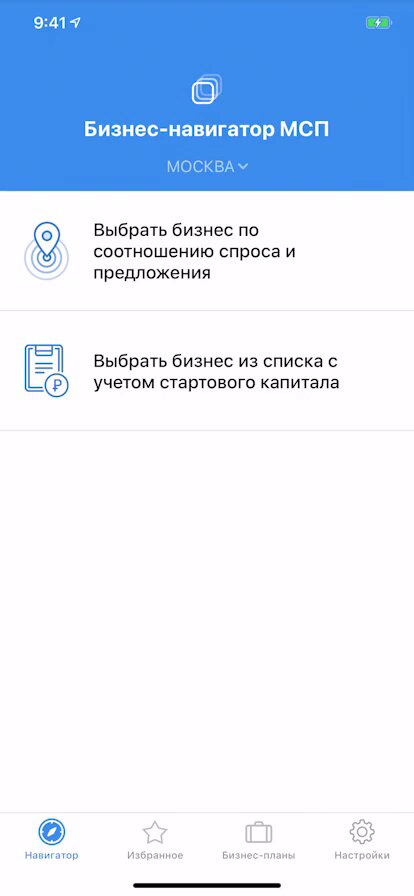 9:41
Бизнес-навигатор МСП
МОСКВА
Выбрать бизнес по
соотношению спроса и
предложения
Выбрать бизнес из списка с
учетом стартового капитала
₽
Навигатор
Избранное
Бизнес-планы
Настройки